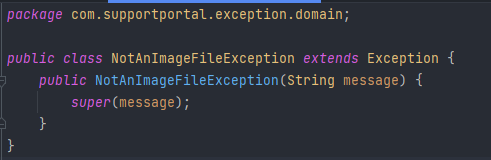 package com.supportportal.exception.domain;
public class NotAnImageFileException extends Exception {
public NotAnImageFileException(String message) {
super(message);
}
}